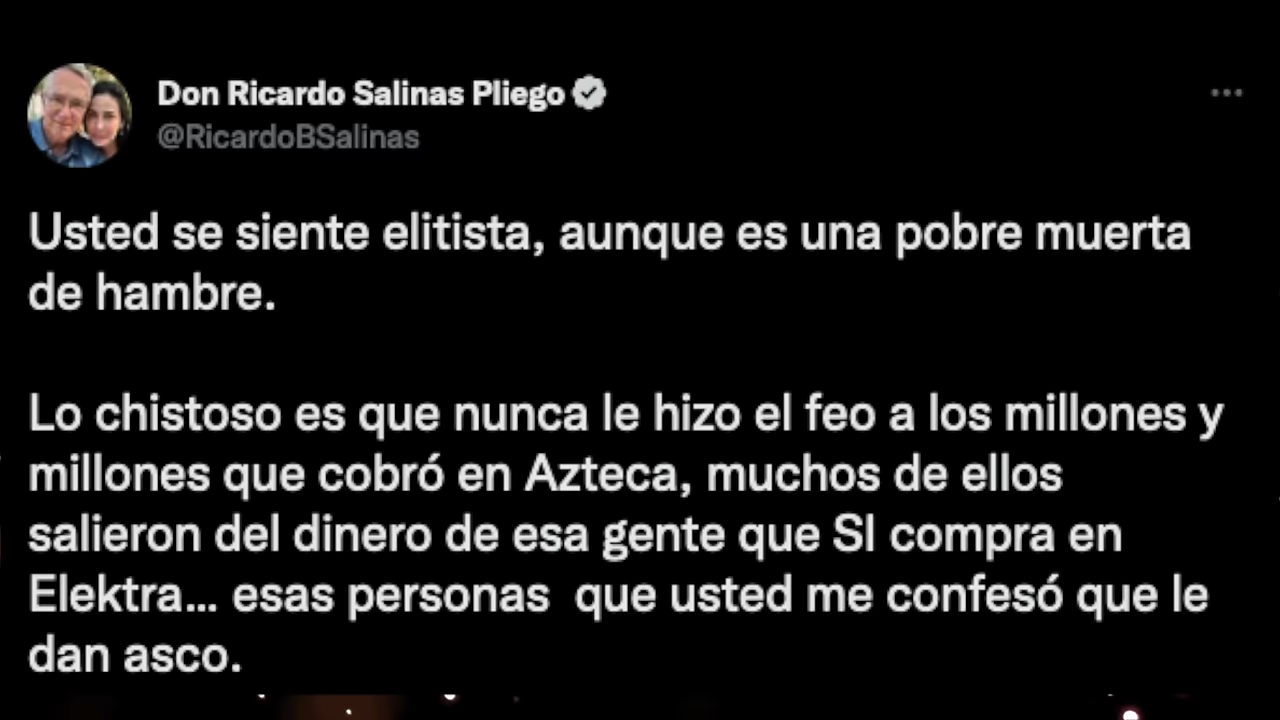 Don Ricardo Salinas Pliego
@RicardoBSalinas
Usted se siente elitista, aunque es una pobre muerta
de hambre.
Lo chistoso es que nunca le hizo el feo a los millones y
millones que cobró en Azteca, muchos de ellos
salieron del dinero de esa gente que SI compra en
Elektra... esas personas  que usted me confesó que le
dan asco.